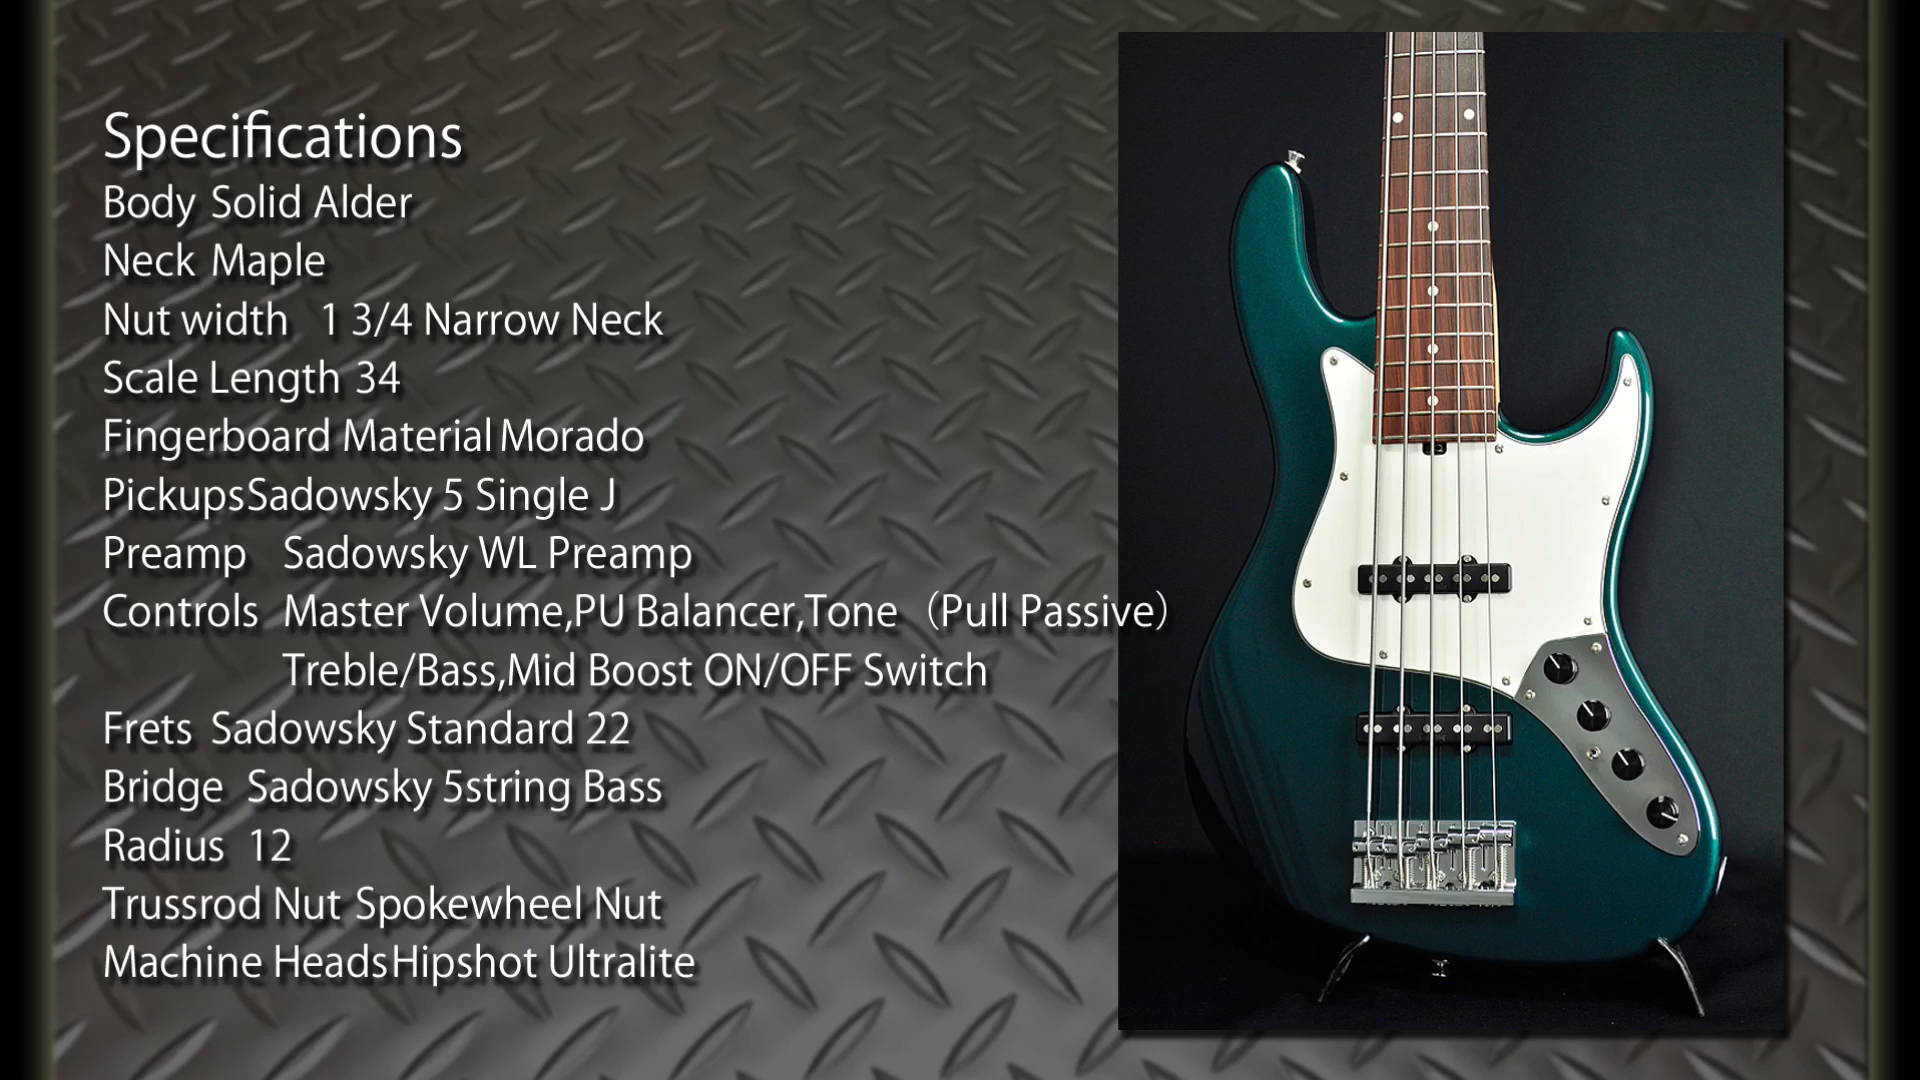 Specifications
Body Solid Alder
Neck Maple
Nut width 1 3/4 Narrow Neck
Scale Length 34
Fingerboard Material Morado
PickupsSadowsky 5 Single J
Preamp Sadowsky WL Preamp
Controls Master Volume,PU Balancer,Tone（Pull Passive）
Treble/Bass,Mid Boost ON/OFF Switch
Frets Sadowsky Standard 22
Bridge Sadowsky 5string Bass
Radius 12
Trussrod Nut Spokewheel Nut
Machine HeadsHipshot Ultralite